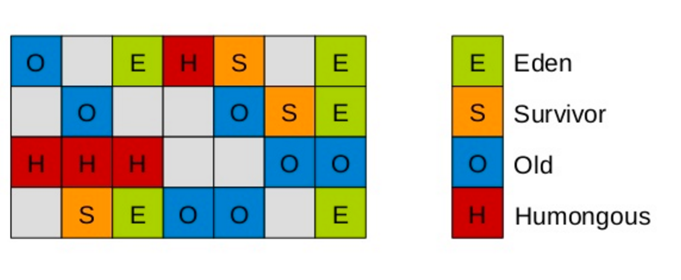 O E H S E
O O S E
H H H O O
S E O O E
E Eden
S Survivor
O Old
H Humongous